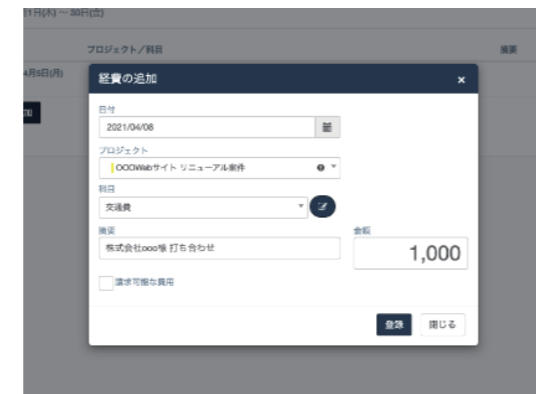 1日(木) ～ 30日(金)
プロジェクト/科目 摘要
4月5日(月)
経費の追加 ×
日付
2021/04/08
プロジェクト
OOOWebサイト リニューアル案件
科目
交通費
摘要 金額
株式会社ooo様 打ち合わせ 1,000
請求可能な費用
登録 閉じる